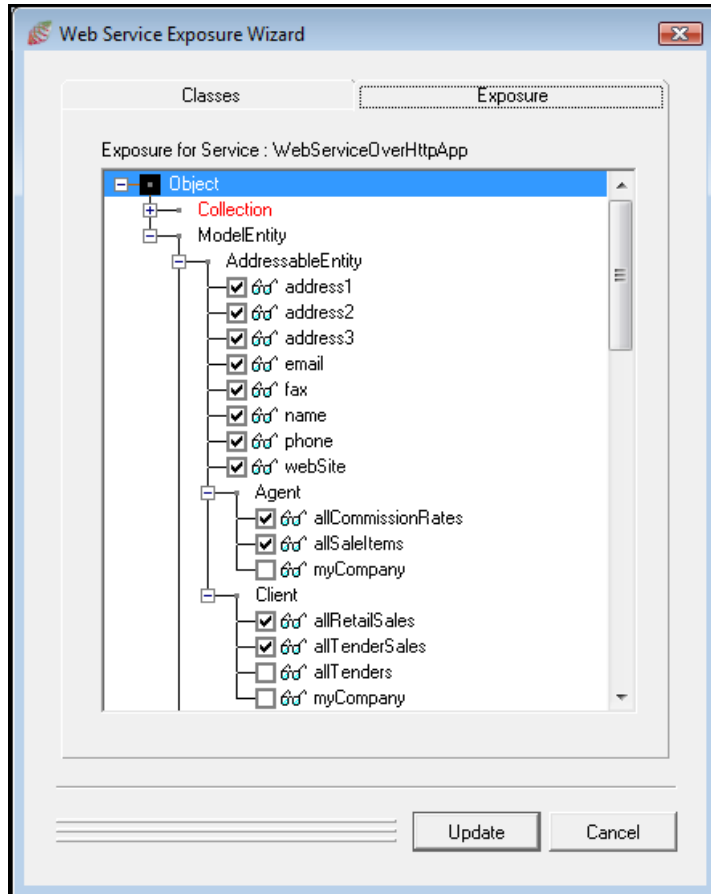 Web Service Exposure Wizard
Classes Exposure
Exposure for Service : WebServiceOverHttpApp
Object
Collection
ModelEntity
AddressableEntity
address1
address2
address3
email
fax
name
phone
webSite
Agent
allCommissionRates
allSaleItems
myCompany
Client
allRetailSales
allTenderSales
allTenders
myCompany
Update Cancel